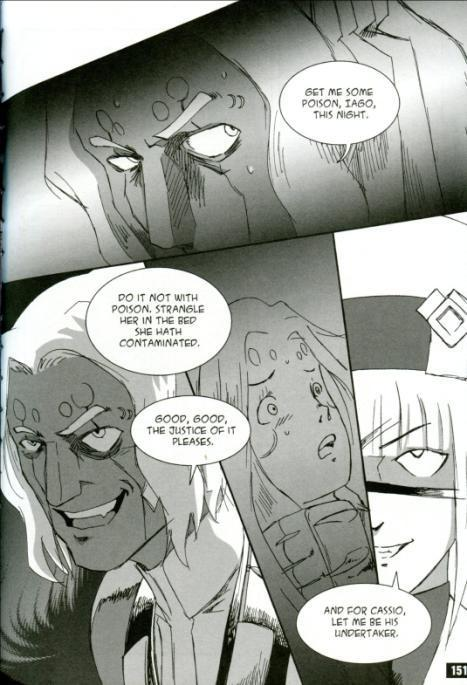 GET ME SOME
POISON, IAGO,
THIS NIGHT.
DO IT NOT WITH
POISON. STRANGLE
HER IN THE BED
SHE HATH
CONTAMINATED.
GOOD, GOOD,
THE JUSTICE OF IT
PLEASES.
AND FOR CASSIO,
LET ME BE HIS
UNDERTAKER.
151